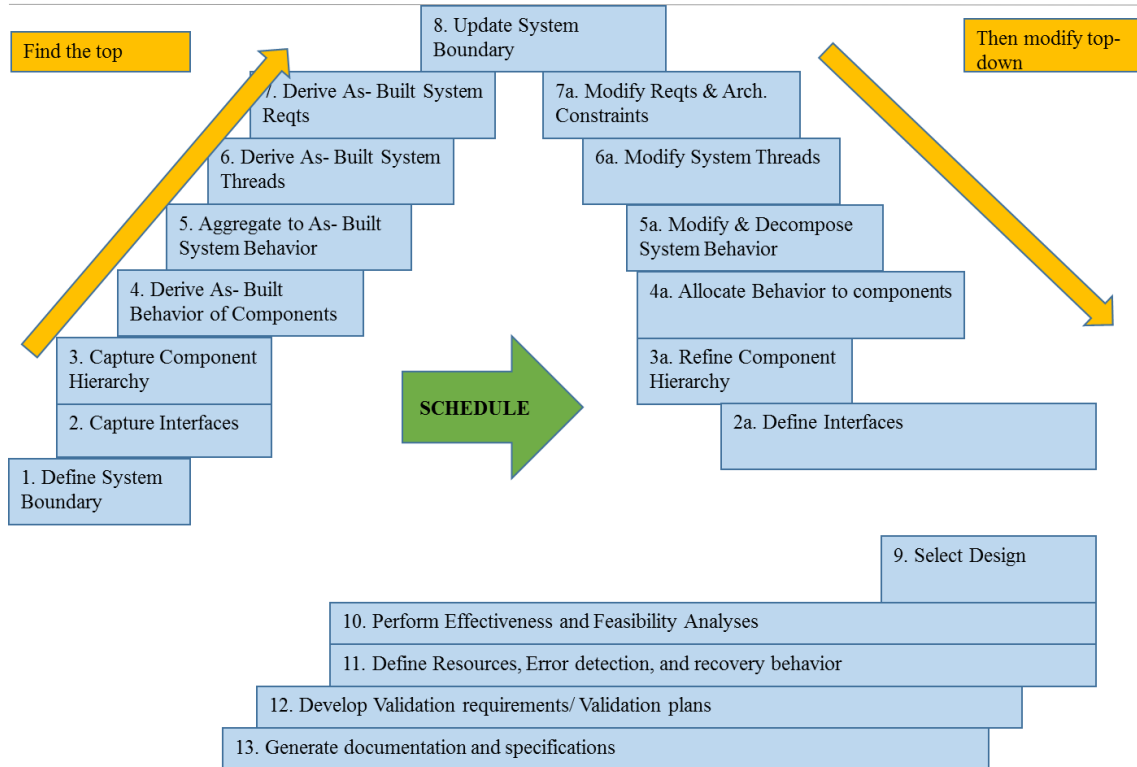 8. Update System
Boundary
Find the top
Then modify top-
down
7. Derive As- Built System
Reqts
7a. Modify Reqts & Arch.
Constraints
6. Derive As- Built System
Threads
6a. Modify System Threads
5. Aggregate to As- Built
System Behavior
5a. Modify & Decompose
System Behavior
4. Derive As- Built
Behavior of Components
4a. Allocate Behavior to components
3. Capture Component
Hierarchy
3a. Refine Component
Hierarchy
SCHEDULE
2. Capture Interfaces
2a. Define Interfaces
1. Define System
Boundary
9. Select Design
10. Perform Effectiveness and Feasibility Analyses
11. Define Resources, Error detection, and recovery behavior
12. Develop Validation requirements/ Validation plans
13. Generate documentation and specifications